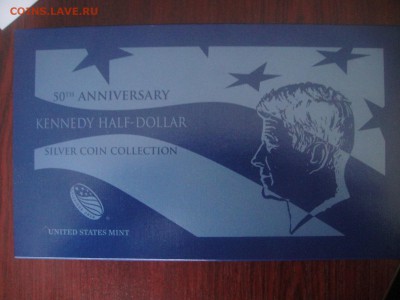 COINS.LAVE.RU
50TH ANNIVERSARY
KENNEDY HALF-DOLLAR
SILVER COIN COLLECTION
UNITED STATES MINT